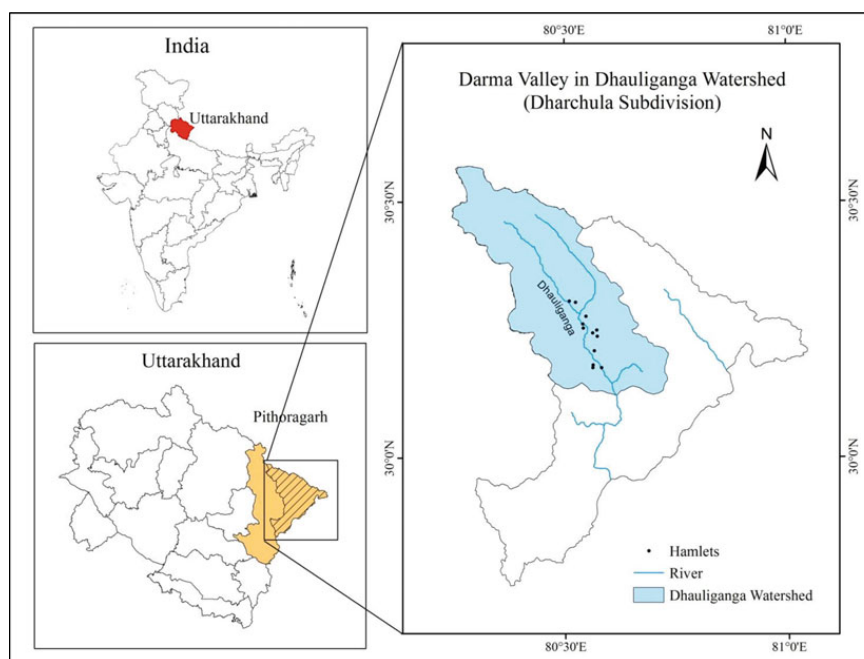 India
Uttarakhand
Uttarakhand
Pithoragarh
80°30'E
81°0'E
Darma Valley in Dhauliganga Watershed
(Dharchula Subdivision)
N
30°30'N
30°30'N
Dhauliganga
30°0'N
30°0'N
Hamlets
River
Dhauliganga Watershed
80°30'E
81°0'E